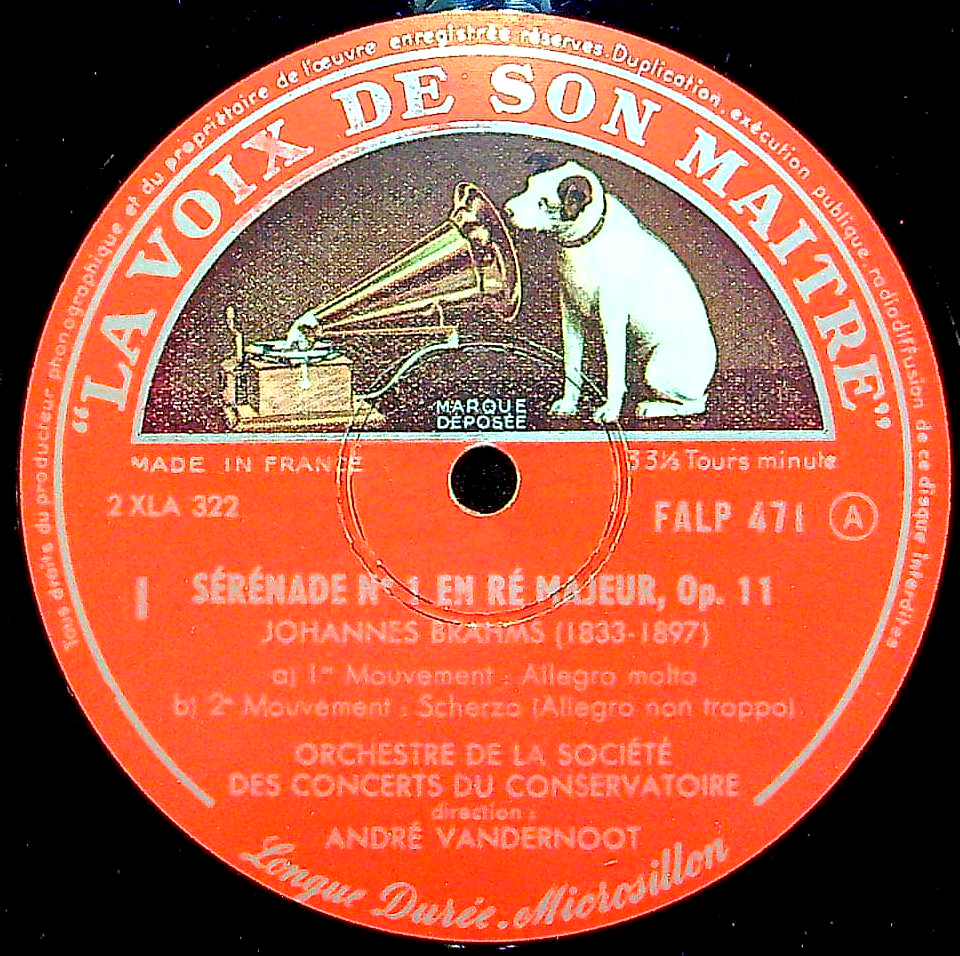 Tous droits du producteur phonographique et du propriétaire de l'œuvre enregistrée réservés. Duplication, exécution publique, radiodiffusion de ce disque interdites
“LA VOIX DE SON MAITRE”
MARQUE
DÉPOSÉE
MADE IN FRANCE
33⅓ Tours minute
2 XLA 322
FALP 471 Ⓐ
I SÉRÉNADE N° 1 EN RÉ MAJEUR, Op. 11
JOHANNES BRAHMS (1833-1897)
a) 1er Mouvement : Allegro molto
b) 2e Mouvement : Scherzo (Allegro non troppo)
ORCHESTRE DE LA SOCIÉTÉ
DES CONCERTS DU CONSERVATOIRE
direction :
ANDRÉ VANDERNOOT
Longue Durée. Microsillon